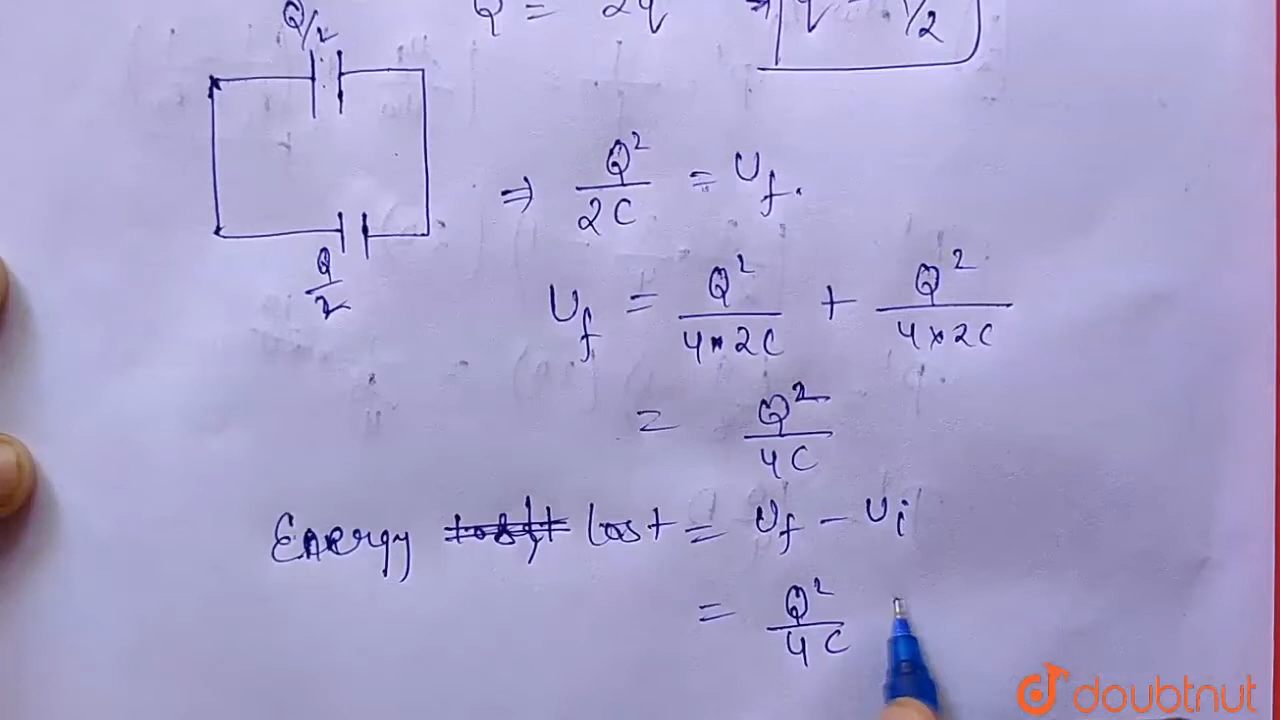 Q/2
Q = 2q
Q² / 2C = U_f.
Q / 2
U_f = Q² / 4×2C + Q² / 4×2C
= Q² / 4C
Energy lost = U_f - U_i
= Q² / 4C
doubtnut